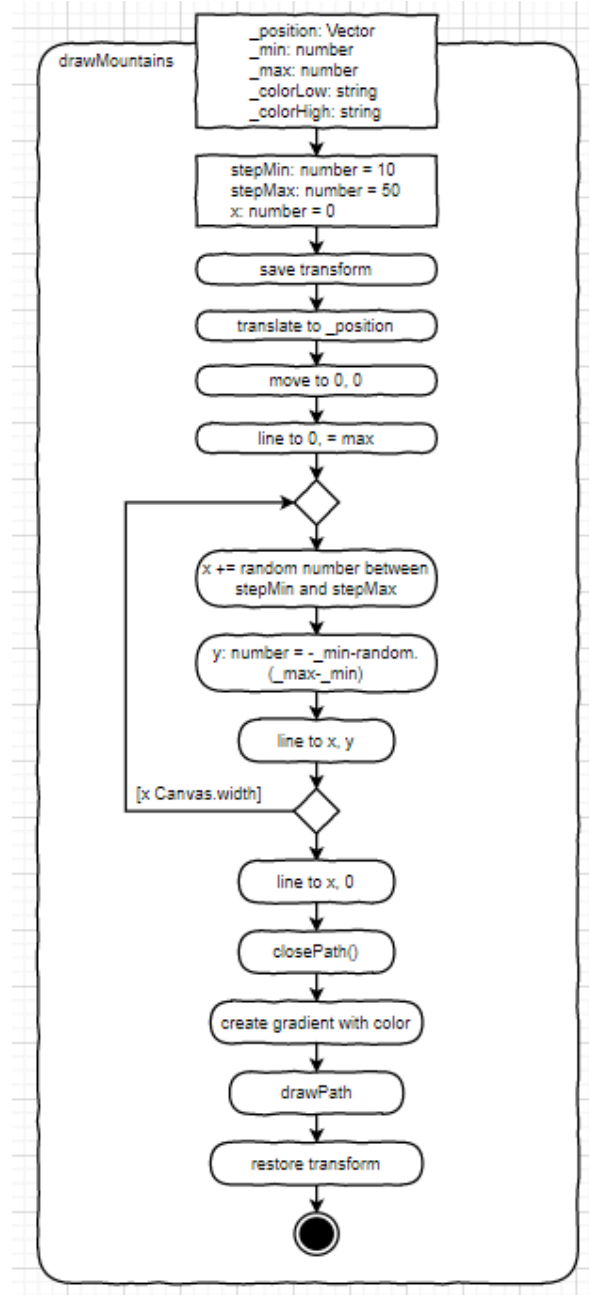 drawMountains
_position: Vector
_min: number
_max: number
_colorLow: string
_colorHigh: string
stepMin: number = 10
stepMax: number = 50
x: number = 0
save transform
translate to _position
move to 0, 0
line to 0, = max
x += random number between
stepMin and stepMax
y: number = -_min-random.
(_max-_min)
line to x, y
[x Canvas.width]
line to x, 0
closePath()
create gradient with color
drawPath
restore transform